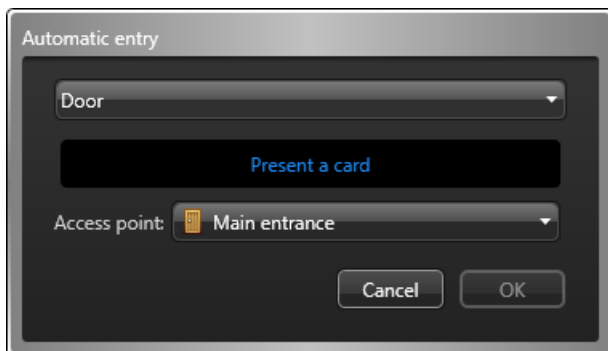 Automatic entry
Door
Present a card
Access point: Main entrance
Cancel OK